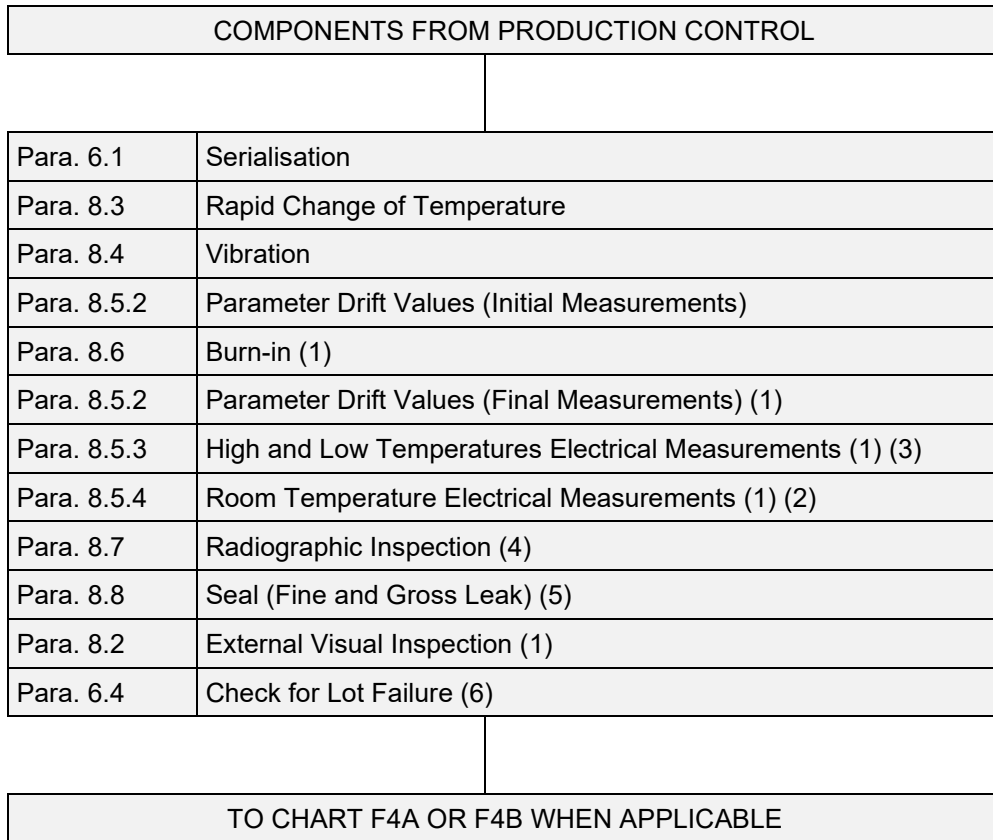 COMPONENTS FROM PRODUCTION CONTROL
Para. 6.1 Serialisation
Para. 8.3 Rapid Change of Temperature
Para. 8.4 Vibration
Para. 8.5.2 Parameter Drift Values (Initial Measurements)
Para. 8.6 Burn-in (1)
Para. 8.5.2 Parameter Drift Values (Final Measurements) (1)
Para. 8.5.3 High and Low Temperatures Electrical Measurements (1) (3)
Para. 8.5.4 Room Temperature Electrical Measurements (1) (2)
Para. 8.7 Radiographic Inspection (4)
Para. 8.8 Seal (Fine and Gross Leak) (5)
Para. 8.2 External Visual Inspection (1)
Para. 6.4 Check for Lot Failure (6)
TO CHART F4A OR F4B WHEN APPLICABLE